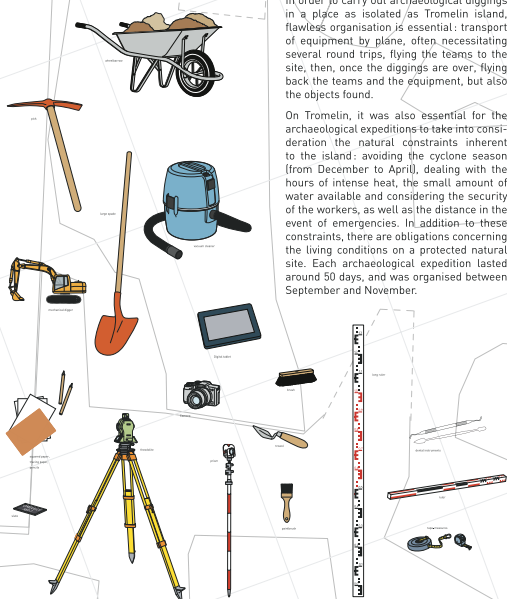 In order to carry out archaeological diggings
in a place as isolated as Tromelin island,
flawless organisation is essential: transport
of equipment by plane, often necessitating
several round trips, flying the teams to the
site, then, once the diggings are over, flying
back the teams and the equipment, but also
the objects found.
On Tromelin, it was also essential for the
archaeological expeditions to take into consi-
deration the natural constraints inherent
to the island: avoiding the cyclone season
(from December to April), dealing with the
hours of intense heat, the small amount of
water available and considering the security
of the workers, as well as the distance in the
event of emergencies. In addition to these
constraints, there are obligations concerning
the living conditions on a protected natural
site. Each archaeological expedition lasted
around 50 days, and was organised between
September and November.
vacuum cleaner